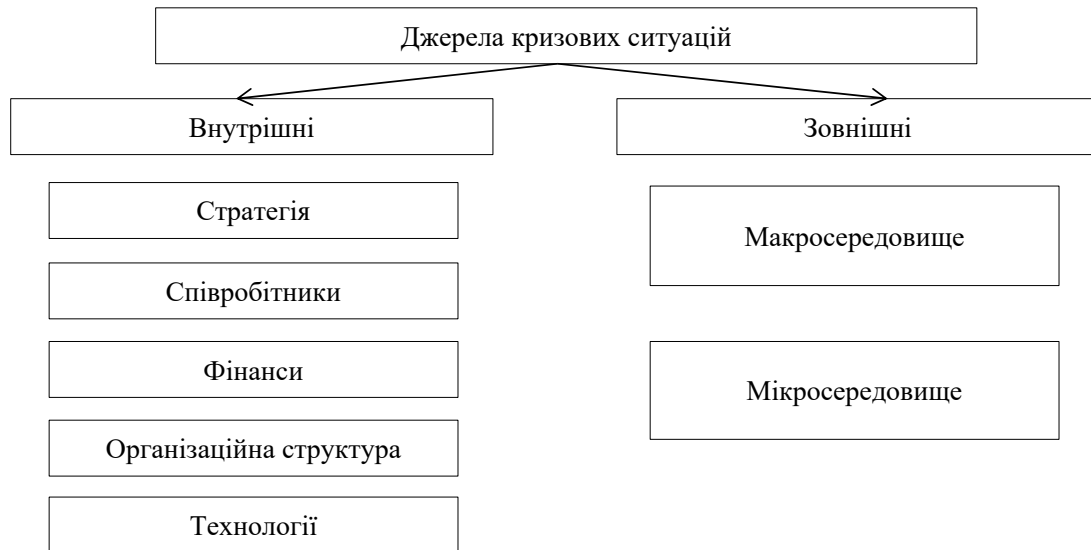 Джерела кризових ситуацій
Внутрішні
Зовнішні
Стратегія
Співробітники
Фінанси
Організаційна структура
Технології
Макросередовище
Мікросередовище